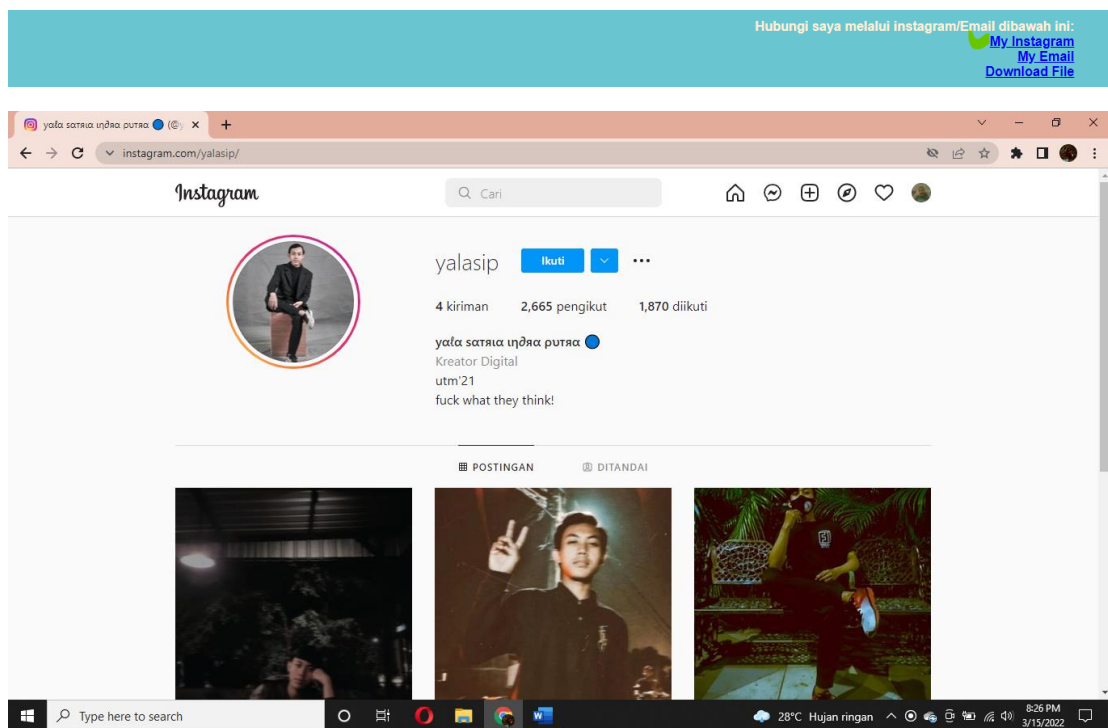 Hubungi saya melalui instagram/Email dibawah ini:
My Instagram
My Email
Download File
yαℓα sαтяια ιη∂яα ρυтяα (@y
instagram.com/yalasip/
Instagram
Cari
yalasip
Ikuti
4 kiriman 2,665 pengikut 1,870 diikuti
yαℓα sαтяια ιη∂яα ρυтяα
Kreator Digital
utm'21
fuck what they think!
POSTINGAN DITANDAI
Type here to search
28°C Hujan ringan
8:26 PM
3/15/2022